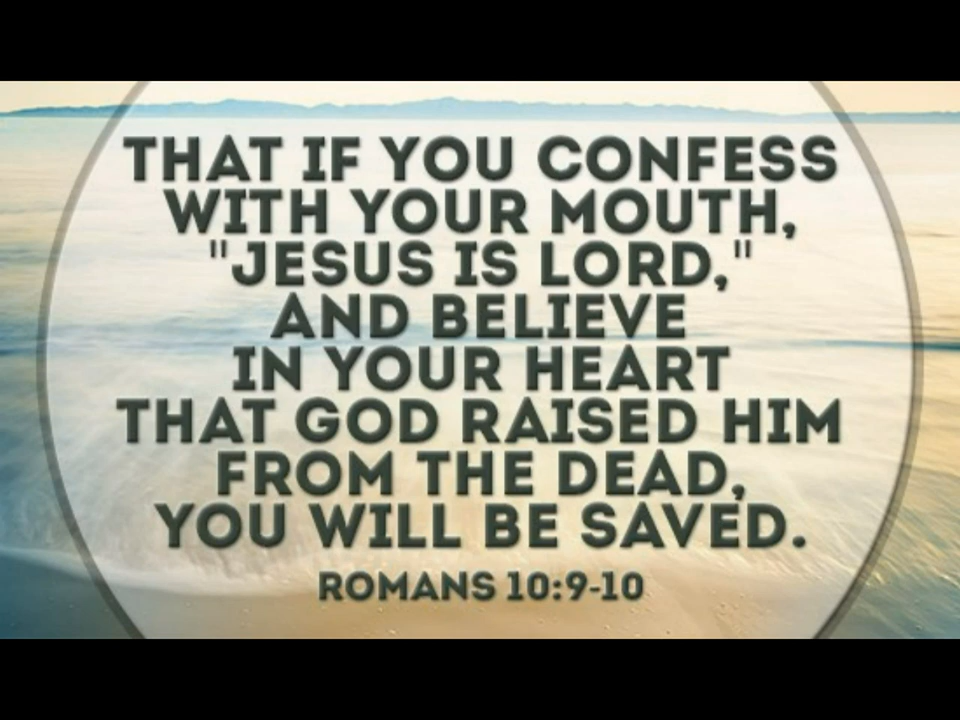 THAT IF YOU CONFESS
WITH YOUR MOUTH,
"JESUS IS LORD,"
AND BELIEVE
IN YOUR HEART
THAT GOD RAISED HIM
FROM THE DEAD,
YOU WILL BE SAVED.
ROMANS 10:9-10